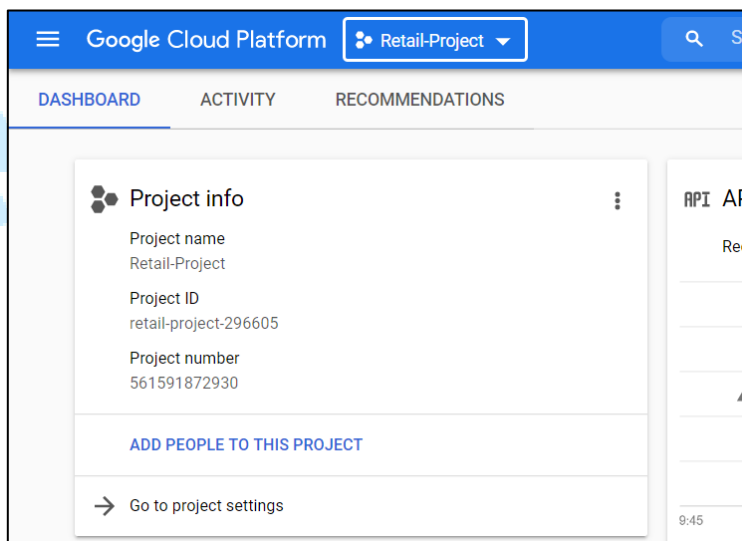 Google Cloud Platform
Retail-Project
S
DASHBOARD
ACTIVITY
RECOMMENDATIONS
Project info
Project name
Retail-Project
Project ID
retail-project-296605
Project number
561591872930
ADD PEOPLE TO THIS PROJECT
Go to project settings
API
9:45